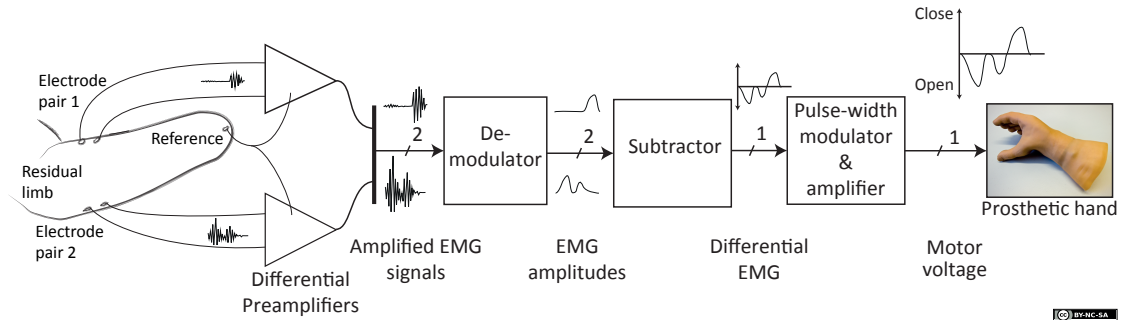 Electrode
pair 1
Reference
Residual
limb
Electrode
pair 2
Differential
Preamplifiers
2
Amplified EMG
signals
De-
modulator
2
EMG
amplitudes
Subtractor
1
Differential
EMG
Pulse-width
modulator
&
amplifier
1
Motor
voltage
Close
Open
Prosthetic hand
cc BY-NC-SA